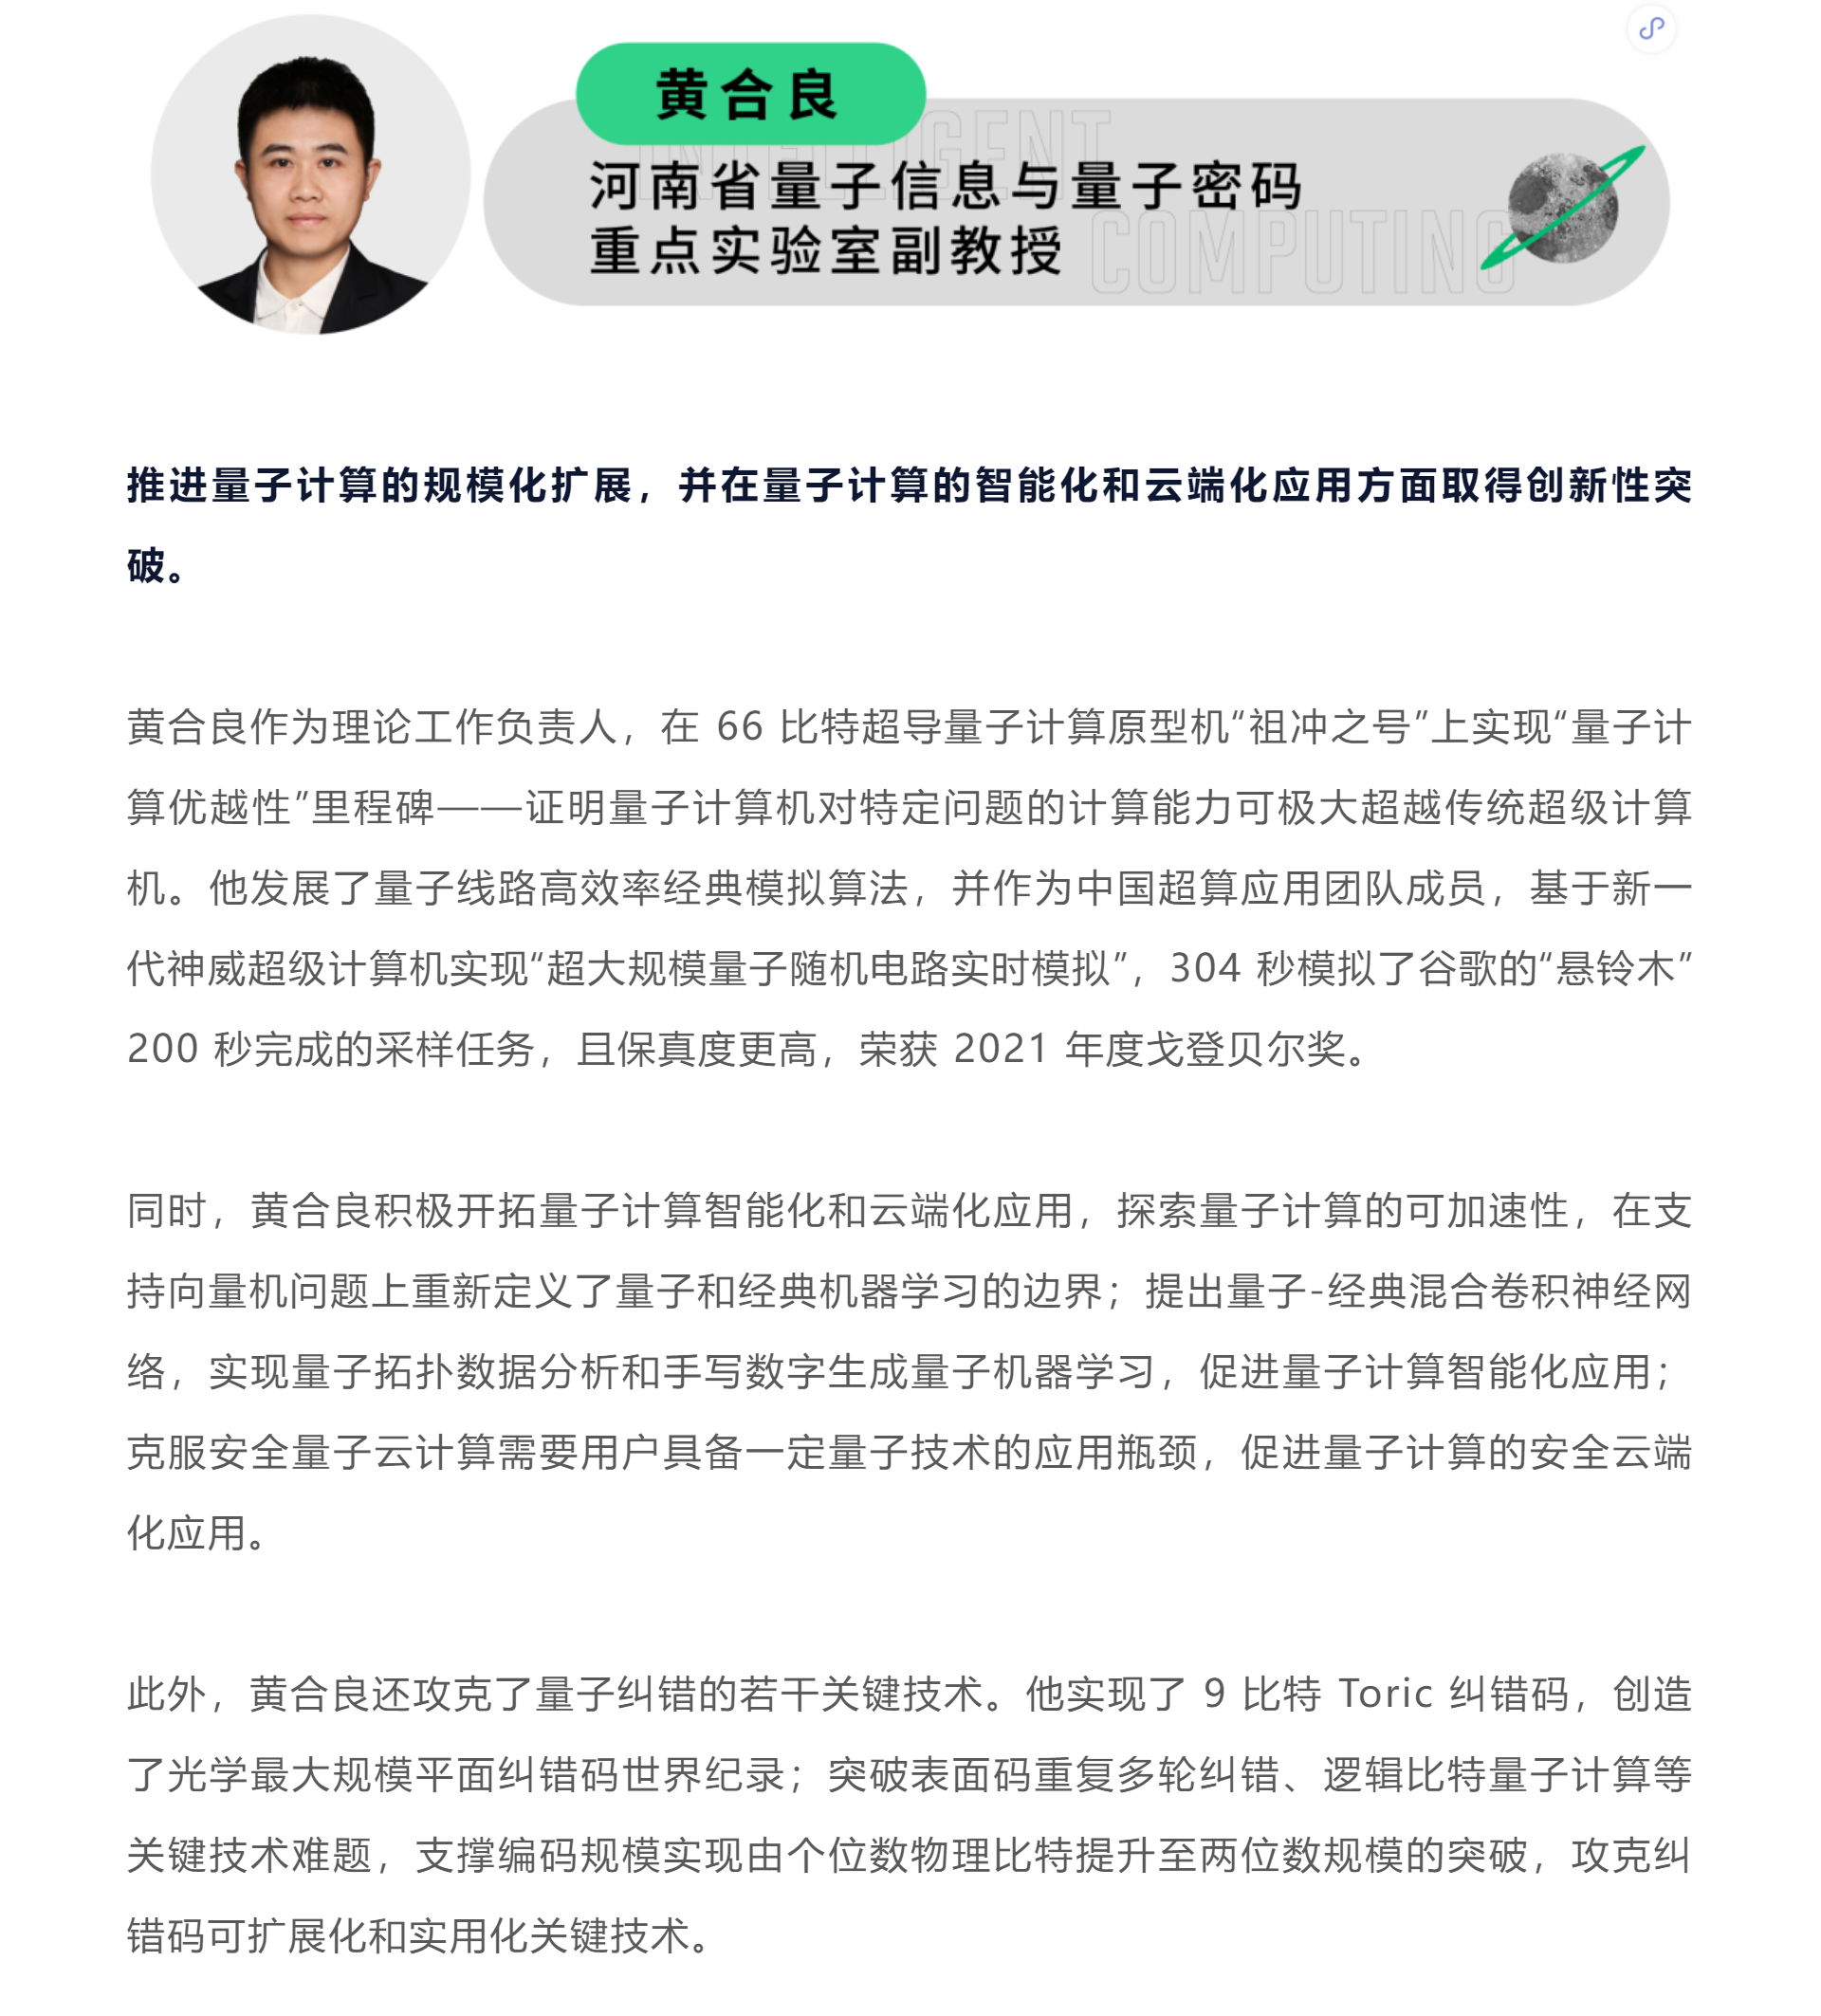 黄合良
INTELLIGENT
河南省量子信息与量子密码
重点实验室副教授
COMPUTING
推进量子计算的规模化扩展，并在量子计算的智能化和云端化应用方面取得创新性突
破。
黄合良作为理论工作负责人，在 66 比特超导量子计算原型机“祖冲之号”上实现“量子计
算优越性”里程碑——证明量子计算机对特定问题的计算能力可极大超越传统超级计算
机。他发展了量子线路高效率经典模拟算法，并作为中国超算应用团队成员，基于新一
代神威超级计算机实现“超大规模量子随机电路实时模拟”，304 秒模拟了谷歌的“悬铃木”
200 秒完成的采样任务，且保真度更高，荣获 2021 年度戈登贝尔奖。
同时，黄合良积极开拓量子计算智能化和云端化应用，探索量子计算的可加速性，在支
持向量机问题上重新定义了量子和经典机器学习的边界；提出量子-经典混合卷积神经网
络，实现量子拓扑数据分析和手写数字生成量子机器学习，促进量子计算智能化应用；
克服安全量子云计算需要用户具备一定量子技术的应用瓶颈，促进量子计算的安全云端
化应用。
此外，黄合良还攻克了量子纠错的若干关键技术。他实现了 9 比特 Toric 纠错码，创造
了光学最大规模平面纠错码世界纪录；突破表面码重复多轮纠错、逻辑比特量子计算等
关键技术难题，支撑编码规模实现由个位数物理比特提升至两位数规模的突破，攻克纠
错码可扩展化和实用化关键技术。